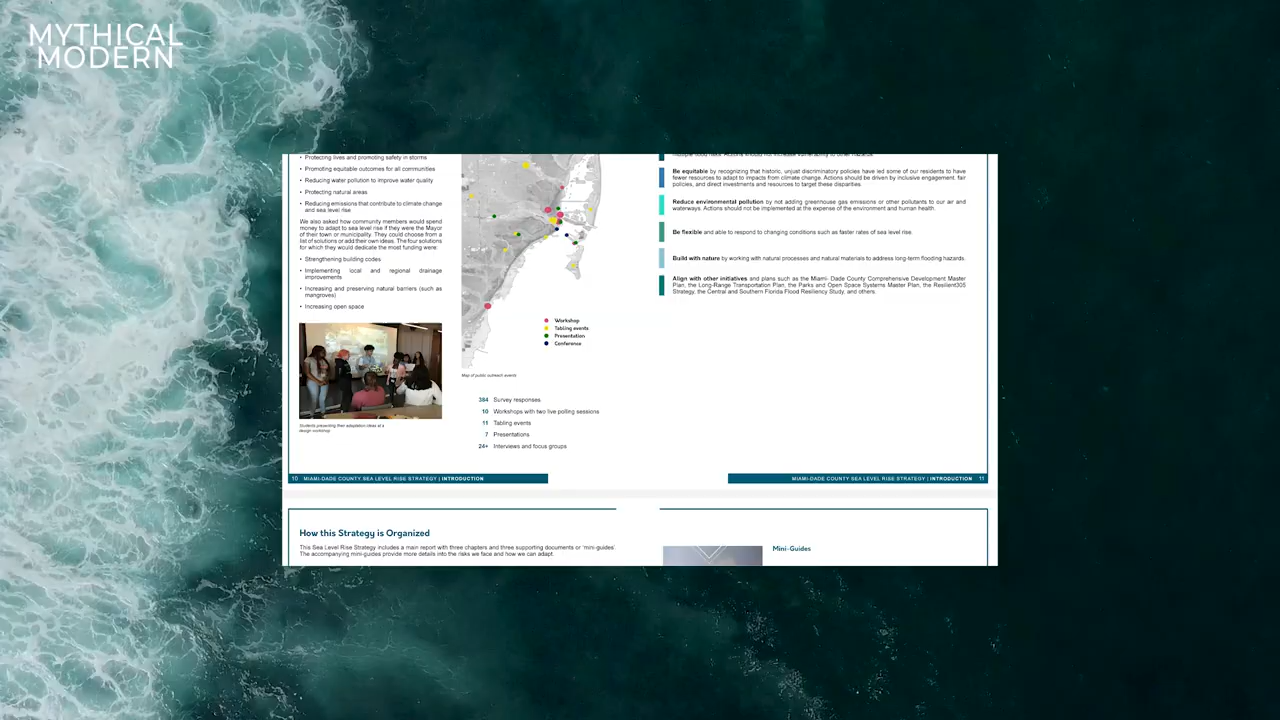 MYTHICAL
MODERN
• Protecting lives and promoting safety in storms
• Promoting equitable outcomes for all communities
• Reducing water pollution to improve water quality
• Protecting natural areas
• Reducing emissions that contribute to climate change
and sea level rise
We also asked how community members would spend
money to adapt to sea level rise if they were the Mayor
of their town or municipality. They could choose from a
list of solutions or add their own ideas. The four solutions
for which they would dedicate the most funding were:
• Strengthening building codes
• Implementing local and regional drainage
improvements
• Increasing and preserving natural barriers (such as
mangroves)
• Increasing open space
Students presenting their adaptation ideas at a
design workshop
Workshop
Tabling events
Presentation
Conference
Map of public outreach events
384 Survey responses
10 Workshops with two live polling sessions
11 Tabling events
7 Presentations
24+ Interviews and focus groups
10 MIAMI-DADE COUNTY SEA LEVEL RISE STRATEGY | INTRODUCTION
multiple flood risks. Actions should not increase vulnerability to other hazards.
Be equitable by recognizing that historic, unjust discriminatory policies have led some of our residents to have
fewer resources to adapt to impacts from climate change. Actions should be driven by inclusive engagement, fair
policies, and direct investments and resources to target these disparities.
Reduce environmental pollution by not adding greenhouse gas emissions or other pollutants to our air and
waterways. Actions should not be implemented at the expense of the environment and human health.
Be flexible and able to respond to changing conditions such as faster rates of sea level rise.
Build with nature by working with natural processes and natural materials to address long-term flooding hazards.
Align with other initiatives and plans such as the Miami- Dade County Comprehensive Development Master
Plan, the Long-Range Transportation Plan, the Parks and Open Space Systems Master Plan, the Resilient305
Strategy, the Central and Southern Florida Flood Resiliency Study, and others.
MIAMI-DADE COUNTY SEA LEVEL RISE STRATEGY | INTRODUCTION 11
How this Strategy is Organized
This Sea Level Rise Strategy includes a main report with three chapters and three supporting documents or 'mini-guides'.
The accompanying mini-guides provide more details into the risks we face and how we can adapt.
Mini-Guides